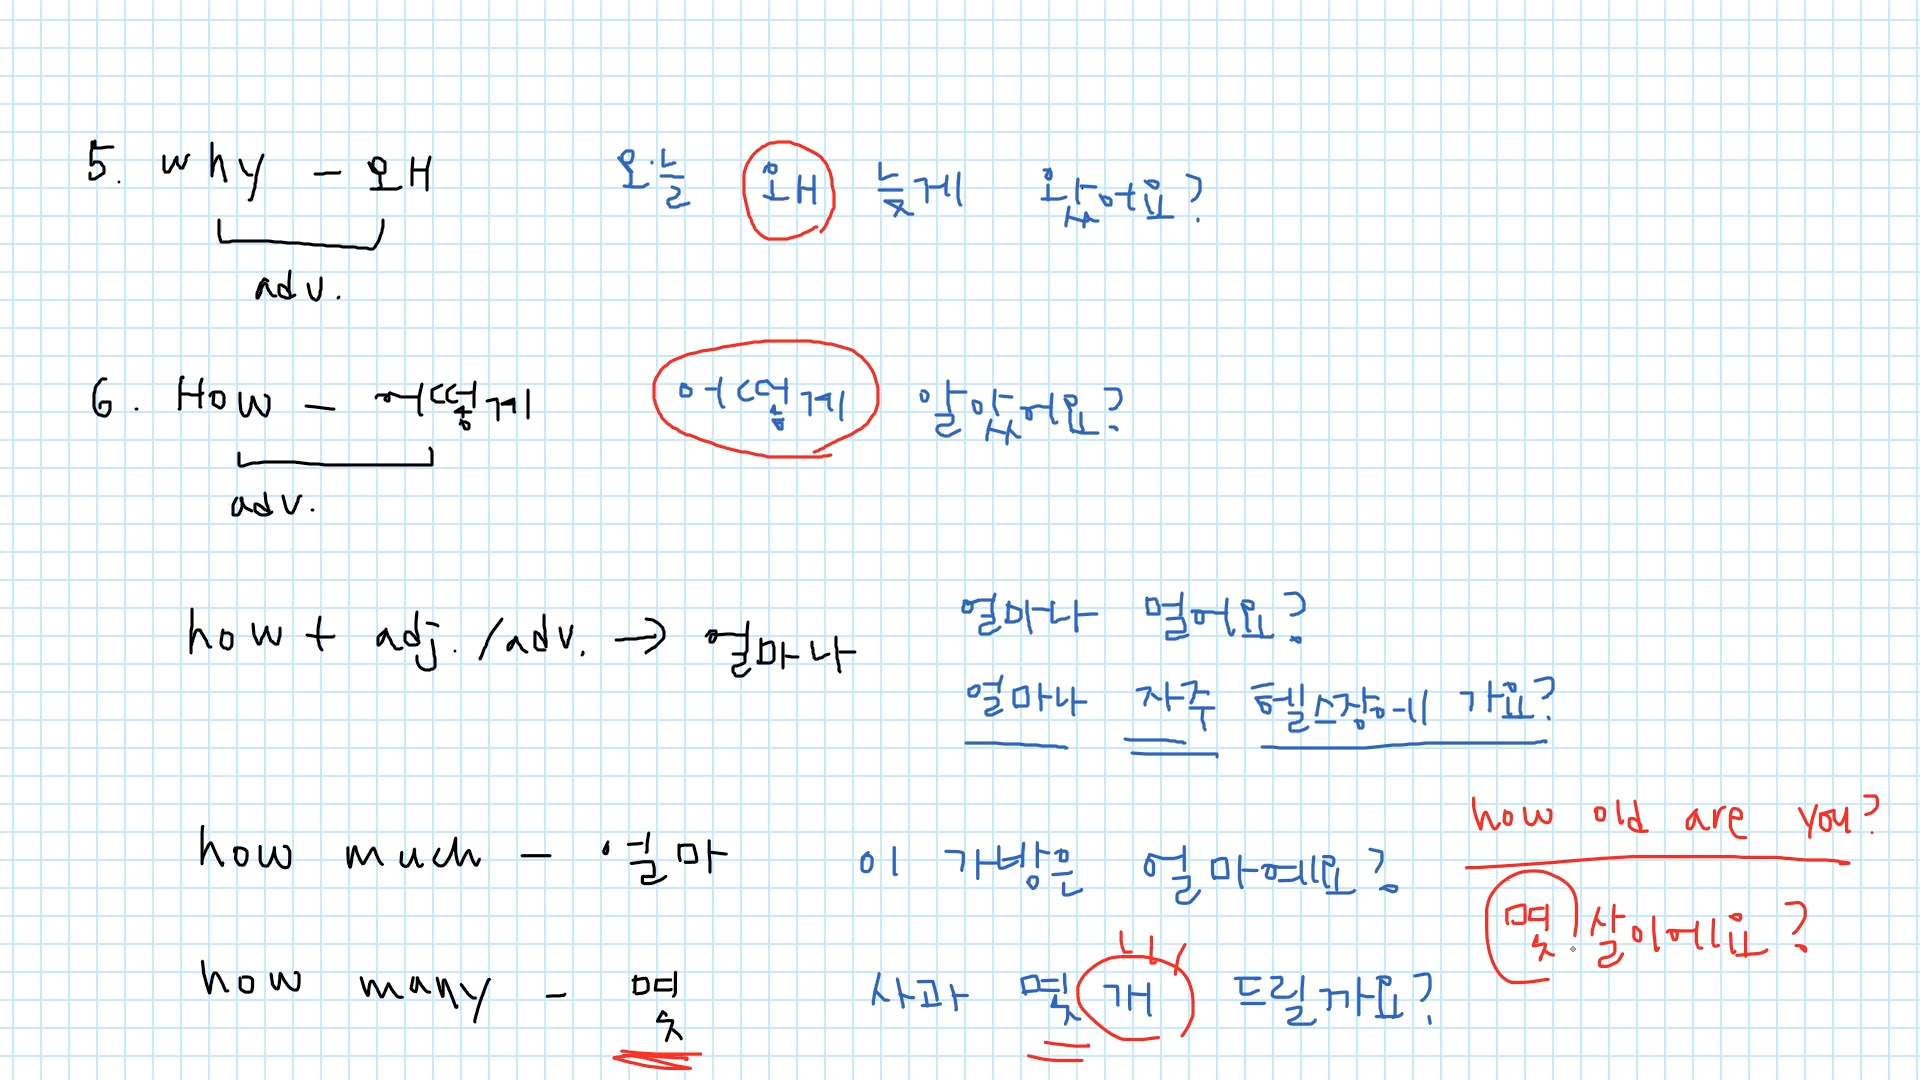 5. why - 왜 오늘 왜 늦게 왔어요?
adv.
6. How - 어떻게 어떻게 알았어요?
adv.
how + adj. /adv. → 얼마나 얼마나 멀어요?
얼마나 자주 헬스장에 가요?
how old are you?
how much - 얼마 이 가방은 얼마예요?
몇 살이에요?
how many - 몇 사과 몇 개 드릴까요?